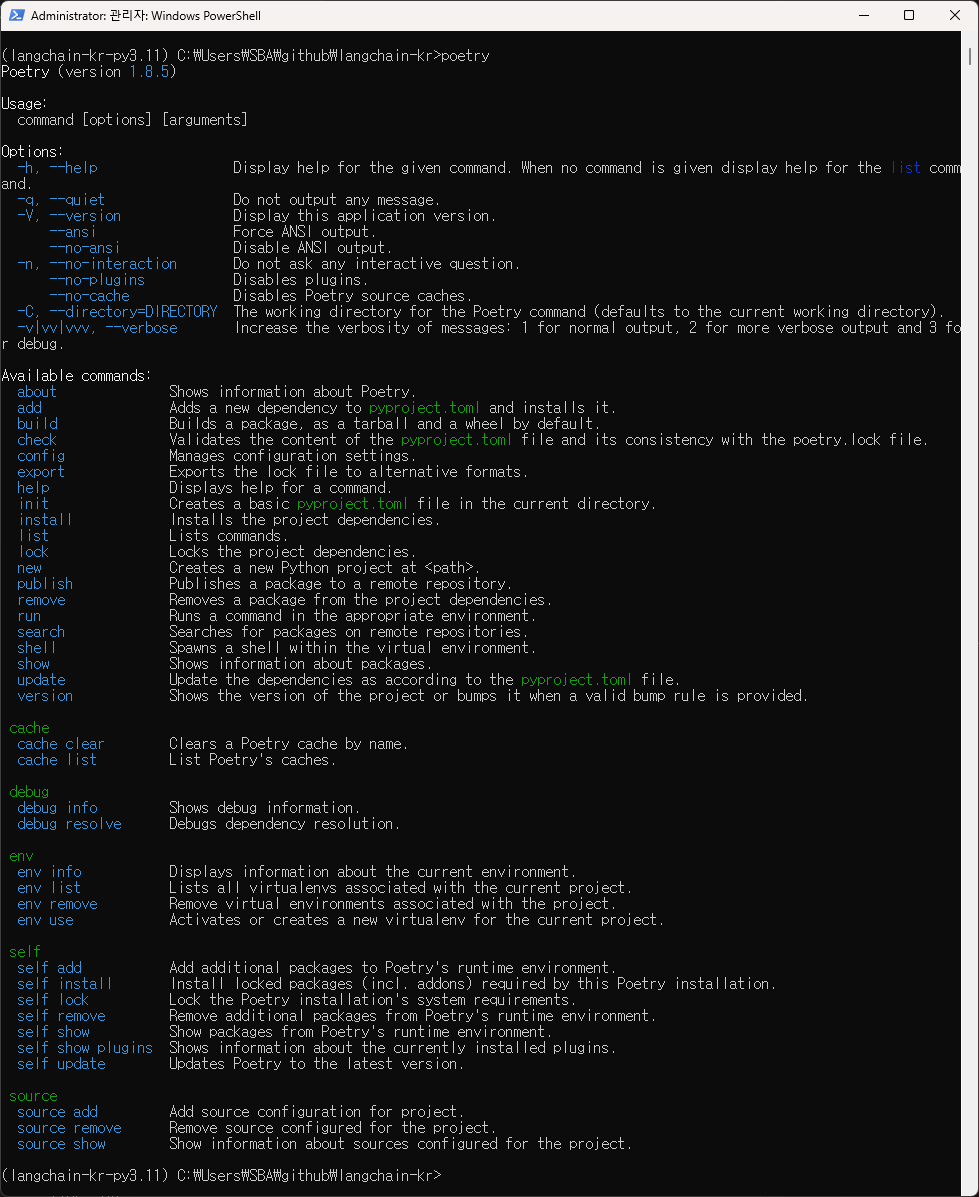 Administrator: 관리자: Windows PowerShell
(langchain-kr-py3.11) C:₩Users₩SBA₩github₩langchain-kr>poetry
Poetry (version 1.8.5)
Usage:
  command [options] [arguments]
Options:
  -h, --help                 Display help for the given command. When no command is given display help for the list comm
and.
  -q, --quiet                Do not output any message.
  -V, --version              Display this application version.
      --ansi                 Force ANSI output.
      --no-ansi              Disable ANSI output.
  -n, --no-interaction       Do not ask any interactive question.
      --no-plugins           Disables plugins.
      --no-cache             Disables Poetry source caches.
  -C, --directory=DIRECTORY  The working directory for the Poetry command (defaults to the current working directory).
  -v|vv|vvv, --verbose       Increase the verbosity of messages: 1 for normal output, 2 for more verbose output and 3 fo
r debug.
Available commands:
  about              Shows information about Poetry.
  add                Adds a new dependency to pyproject.toml and installs it.
  build              Builds a package, as a tarball and a wheel by default.
  check              Validates the content of the pyproject.toml file and its consistency with the poetry.lock file.
  config             Manages configuration settings.
  export             Exports the lock file to alternative formats.
  help               Displays help for a command.
  init               Creates a basic pyproject.toml file in the current directory.
  install            Installs the project dependencies.
  list               Lists commands.
  lock               Locks the project dependencies.
  new                Creates a new Python project at <path>.
  publish            Publishes a package to a remote repository.
  remove             Removes a package from the project dependencies.
  run                Runs a command in the appropriate environment.
  search             Searches for packages on remote repositories.
  shell              Spawns a shell within the virtual environment.
  show               Shows information about packages.
  update             Update the dependencies as according to the pyproject.toml file.
  version            Shows the version of the project or bumps it when a valid bump rule is provided.
 cache
  cache clear        Clears a Poetry cache by name.
  cache list         List Poetry's caches.
 debug
  debug info         Shows debug information.
  debug resolve      Debugs dependency resolution.
 env
  env info           Displays information about the current environment.
  env list           Lists all virtualenvs associated with the current project.
  env remove         Remove virtual environments associated with the project.
  env use            Activates or creates a new virtualenv for the current project.
 self
  self add           Add additional packages to Poetry's runtime environment.
  self install       Install locked packages (incl. addons) required by this Poetry installation.
  self lock          Lock the Poetry installation's system requirements.
  self remove        Remove additional packages from Poetry's runtime environment.
  self show          Show packages from Poetry's runtime environment.
  self show plugins  Shows information about the currently installed plugins.
  self update        Updates Poetry to the latest version.
 source
  source add         Add source configuration for project.
  source remove      Remove source configured for the project.
  source show        Show information about sources configured for the project.
(langchain-kr-py3.11) C:₩Users₩SBA₩github₩langchain-kr>